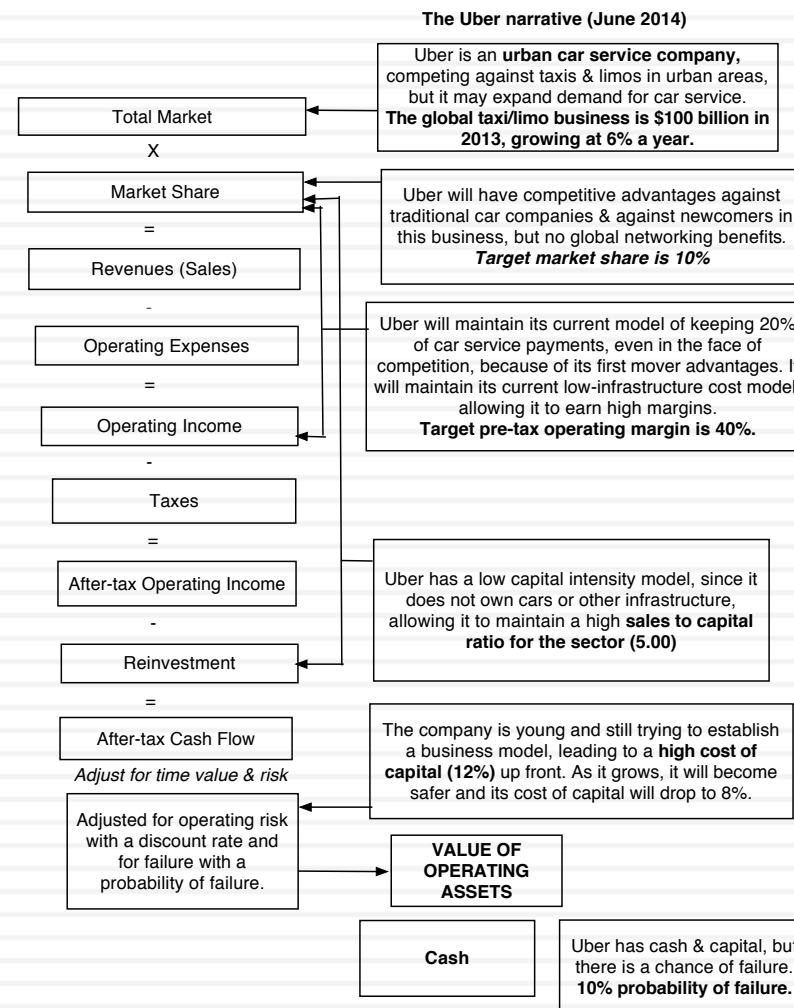 The Uber narrative (June 2014)
Uber is an urban car service company,
competing against taxis & limos in urban areas,
but it may expand demand for car service.
The global taxi/limo business is $100 billion in
2013, growing at 6% a year.
Total Market
X
Market Share
Uber will have competitive advantages against
traditional car companies & against newcomers in
this business, but no global networking benefits.
Target market share is 10%
=
Revenues (Sales)
-
Operating Expenses
Uber will maintain its current model of keeping 20%
of car service payments, even in the face of
competition, because of its first mover advantages.
will maintain its current low-infrastructure cost model
allowing it to earn high margins.
Target pre-tax operating margin is 40%.
=
Operating Income
-
Taxes
=
After-tax Operating Income
Uber has a low capital intensity model, since it
does not own cars or other infrastructure,
allowing it to maintain a high sales to capital
ratio for the sector (5.00)
-
Reinvestment
=
After-tax Cash Flow
The company is young and still trying to establish
a business model, leading to a high cost of
capital (12%) up front. As it grows, it will become
safer and its cost of capital will drop to 8%.
Adjust for time value & risk
Adjusted for operating risk
with a discount rate and
for failure with a
probability of failure.
VALUE OF
OPERATING
ASSETS
Cash
Uber has cash & capital, but
there is a chance of failure.
10% probability of failure.